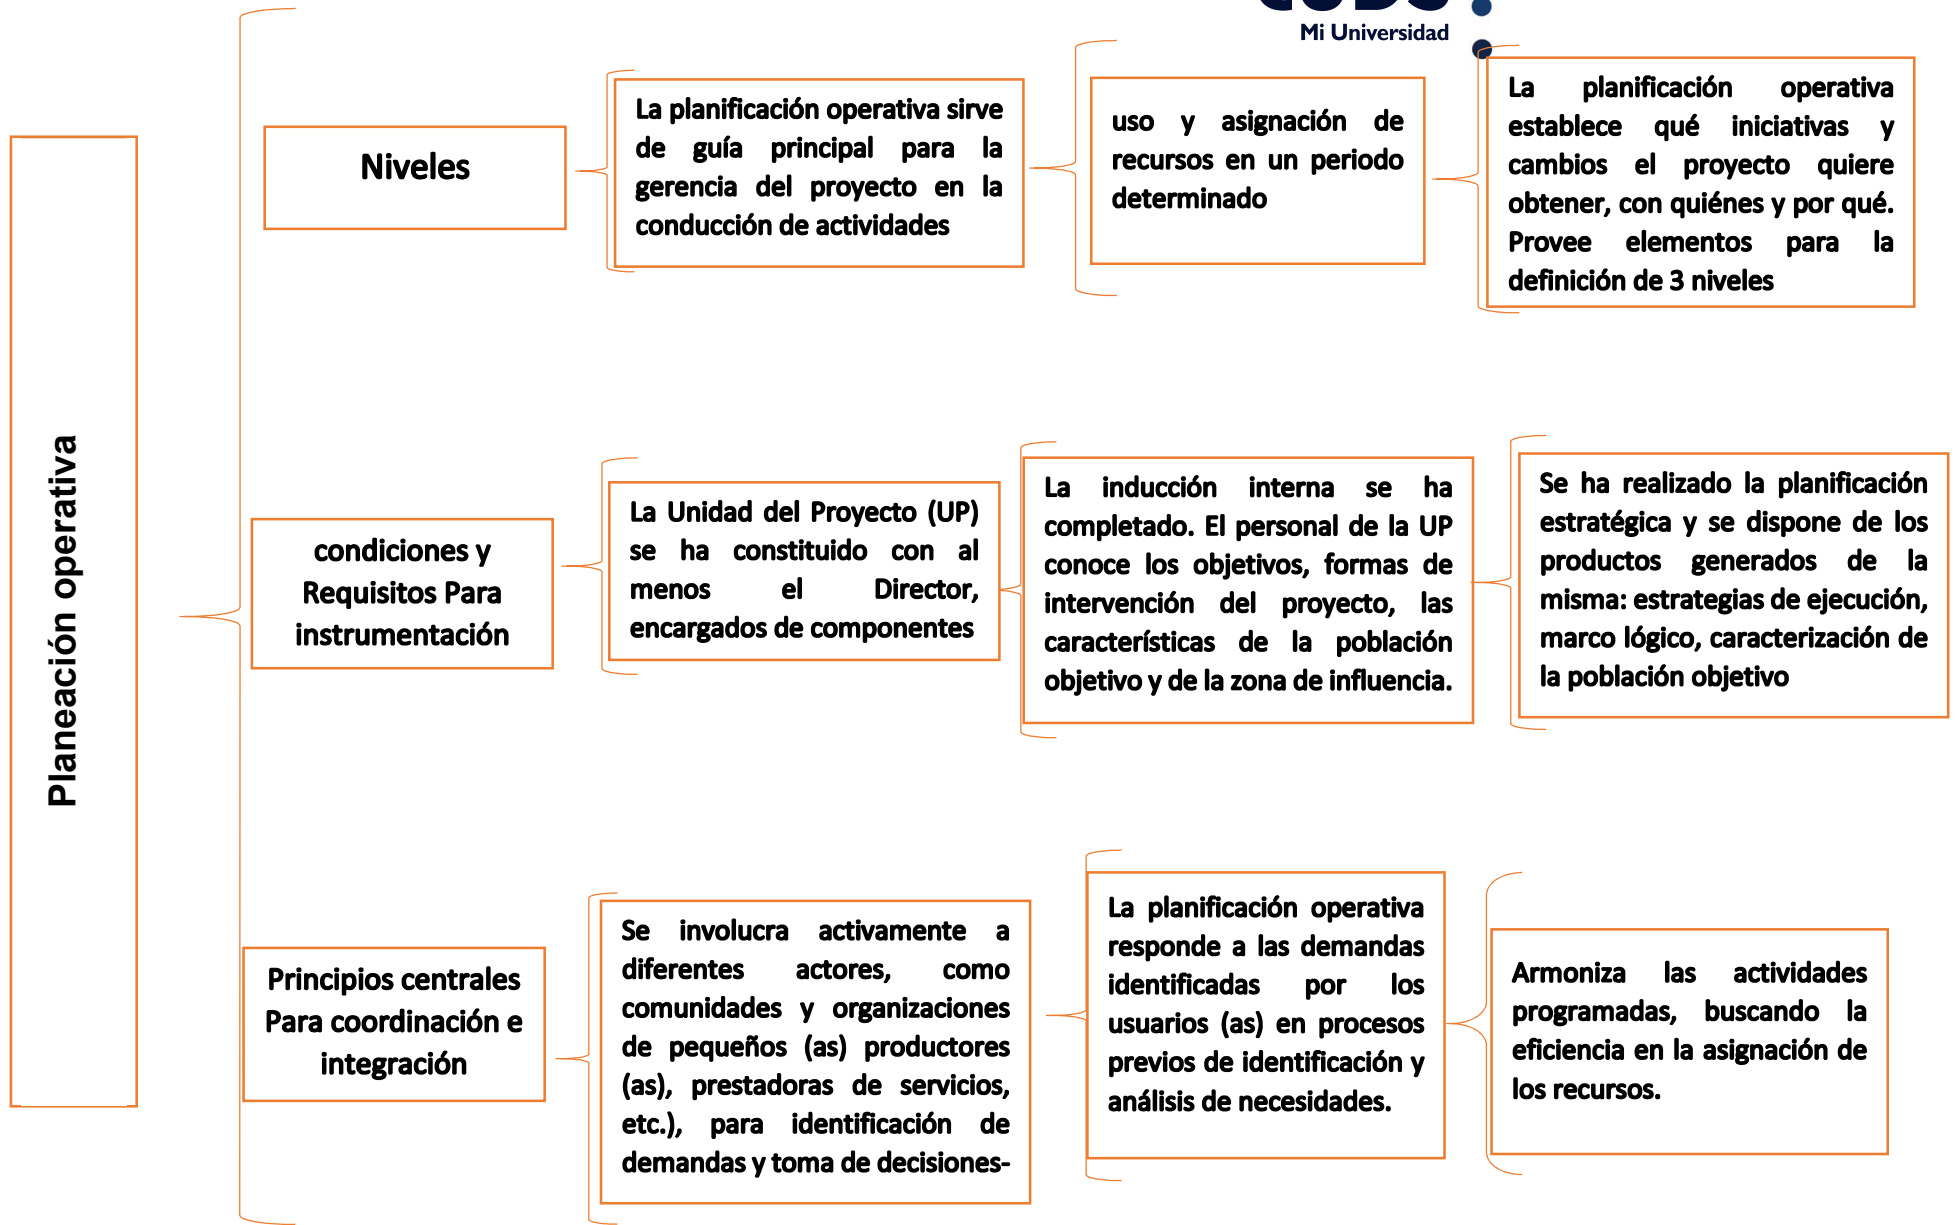 Mi Universidad
Planeación operativa
Niveles
La planificación operativa sirve
de guía principal para la
gerencia del proyecto en la
conducción de actividades
uso y asignación de
recursos en un periodo
determinado
La planificación operativa
establece qué iniciativas y
cambios el proyecto quiere
obtener, con quiénes y por qué.
Provee elementos para la
definición de 3 niveles
condiciones y
Requisitos Para
instrumentación
La Unidad del Proyecto (UP)
se ha constituido con al
menos el Director,
encargados de componentes
La inducción interna se ha
completado. El personal de la UP
conoce los objetivos, formas de
intervención del proyecto, las
características de la población
objetivo y de la zona de influencia.
Se ha realizado la planificación
estratégica y se dispone de los
productos generados de la
misma: estrategias de ejecución,
marco lógico, caracterización de
la población objetivo
Principios centrales
Para coordinación e
integración
Se involucra activamente a
diferentes actores, como
comunidades y organizaciones
de pequeños (as) productores
(as), prestadoras de servicios,
etc.), para identificación de
demandas y toma de decisiones-
La planificación operativa
responde a las demandas
identificadas por los
usuarios (as) en procesos
previos de identificación y
análisis de necesidades.
Armoniza las actividades
programadas, buscando la
eficiencia en la asignación de
los recursos.